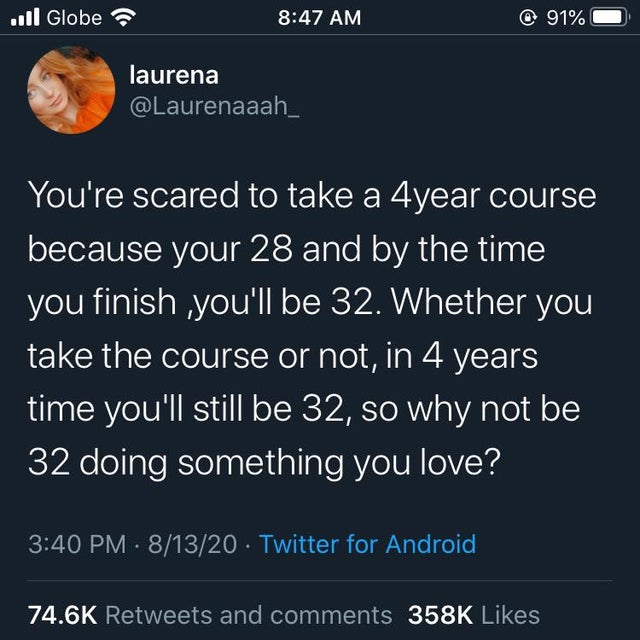 Globe 8:47 AM 91%
laurena
@Laurenaaah_
You're scared to take a 4year course
because your 28 and by the time
you finish ,you'll be 32. Whether you
take the course or not, in 4 years
time you'll still be 32, so why not be
32 doing something you love?
3:40 PM · 8/13/20 · Twitter for Android
74.6K Retweets and comments 358K Likes